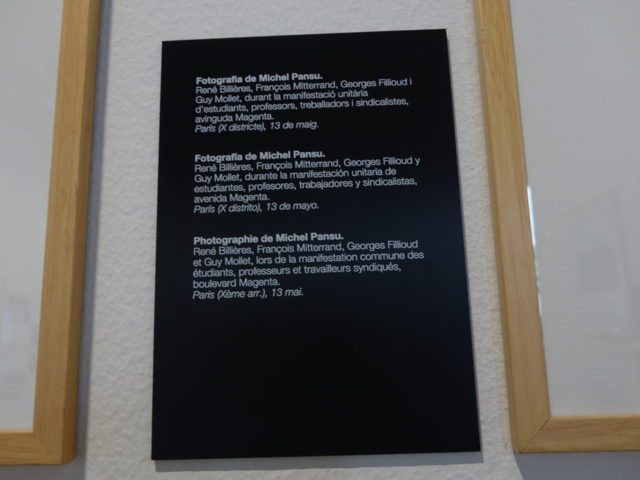 Fotografia de Michel Pansu.
René Billières, François Mitterrand, Georges Fillioud i
Guy Mollet, durant la manifestació unitària
d'estudiants, professors, treballadors i sindicalistes,
avinguda Magenta.
París (X districte), 13 de maig.
Fotografía de Michel Pansu.
René Billières, François Mitterrand, Georges Fillioud y
Guy Mollet, durante la manifestación unitaria de
estudiantes, profesores, trabajadores y sindicalistas,
avenida Magenta.
París (X distrito), 13 de mayo.
Photographie de Michel Pansu.
René Billières, François Mitterrand, Georges Fillioud
et Guy Mollet, lors de la manifestation commune des
étudiants, professeurs et travailleurs syndiqués,
boulevard Magenta.
Paris (Xème arr.), 13 mai.